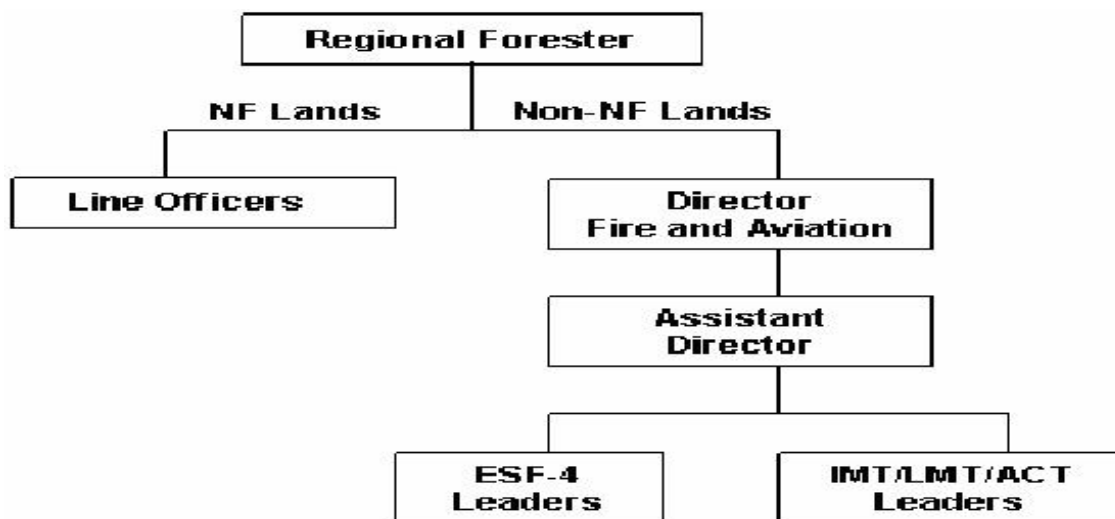 Regional Forester
NF Lands
Non-NF Lands
Line Officers
Director
Fire and Aviation
Assistant
Director
ESF-4
Leaders
IMT/LMT/ACT
Leaders